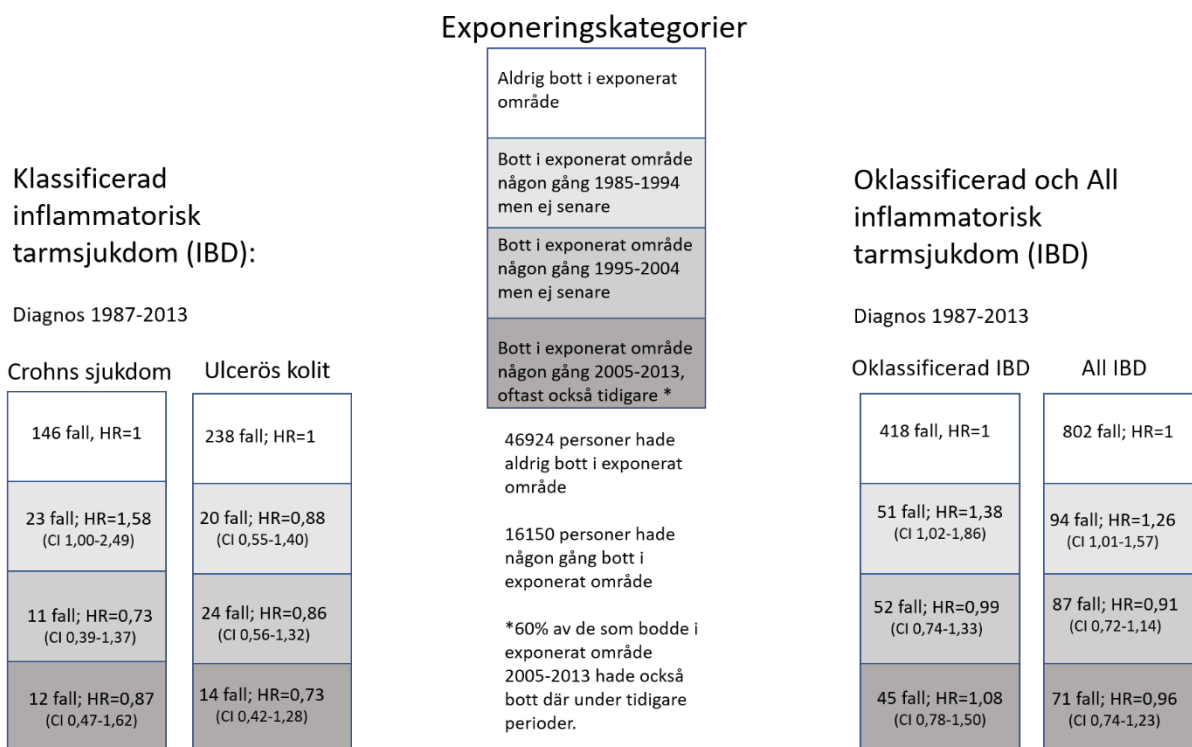 Exponeringskategorier
Aldrig bott i exponerat
område
Bott i exponerat område
någon gång 1985-1994
men ej senare
Bott i exponerat område
någon gång 1995-2004
men ej senare
Bott i exponerat område
någon gång 2005-2013,
oftast också tidigare *
46924 personer hade
aldrig bott i exponerat
område
16150 personer hade
någon gång bott i
exponerat område
*60% av de som bodde i
exponerat område
2005-2013 hade också
bott där under tidigare
perioder.
Klassificerad
inflammatorisk
tarmsjukdom (IBD):
Diagnos 1987-2013
Crohns sjukdom
146 fall, HR=1
23 fall; HR=1,58
(CI 1,00-2,49)
11 fall; HR=0,73
(CI 0,39-1,37)
12 fall; HR=0,87
(CI 0,47-1,62)
Ulcerös kolit
238 fall; HR=1
20 fall; HR=0,88
(CI 0,55-1,40)
24 fall; HR=0,86
(CI 0,56-1,32)
14 fall; HR=0,73
(CI 0,42-1,28)
Oklassificerad och All
inflammatorisk
tarmsjukdom (IBD)
Diagnos 1987-2013
Oklassificerad IBD
418 fall, HR=1
51 fall; HR=1,38
(CI 1,02-1,86)
52 fall; HR=0,99
(CI 0,74-1,33)
45 fall; HR=1,08
(CI 0,78-1,50)
All IBD
802 fall; HR=1
94 fall; HR=1,26
(CI 1,01-1,57)
87 fall; HR=0,91
(CI 0,72-1,14)
71 fall; HR=0,96
(CI 0,74-1,23)